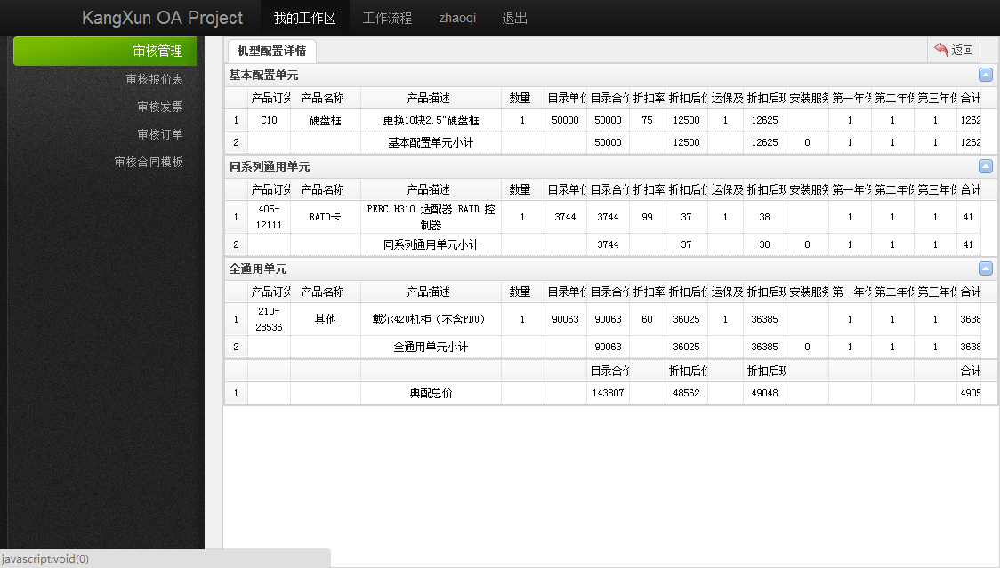 KangXun OA Project 我的工作区 工作流程 zhaoqi 退出
审核管理
审核报价表
审核发票
审核订单
审核合同模板
机型配置详情 返回
基本配置单元
产品订货 产品名称 产品描述 数量 目录单价 目录合价 折扣率 折扣后价 运保及 折扣后现 安装服务 第一年保 第二年保 第三年保 合计
1 C10 硬盘框 更换10块2.5"硬盘框 1 50000 50000 75 12500 1 12625 1 1 1 1262
2 基本配置单元小计 50000 12500 12625 0 1 1 1 1262
同系列通用单元
产品订货 产品名称 产品描述 数量 目录单价 目录合价 折扣率 折扣后价 运保及 折扣后现 安装服务 第一年保 第二年保 第三年保 合计
1 405-12111 RAID卡 PERC H310 适配器 RAID 控制器 1 3744 3744 99 37 1 38 1 1 1 41
2 同系列通用单元小计 3744 37 38 0 1 1 1 41
全通用单元
产品订货 产品名称 产品描述 数量 目录单价 目录合价 折扣率 折扣后价 运保及 折扣后现 安装服务 第一年保 第二年保 第三年保 合计
1 210-28536 其他 戴尔42U机柜（不含PDU） 1 90063 90063 60 36025 1 36385 1 1 1 3638
2 全通用单元小计 90063 36025 36385 0 1 1 1 3638
目录合价 折扣后价 折扣后现 合计
1 典配总价 143807 48562 49048 4905
javascript:void(0)